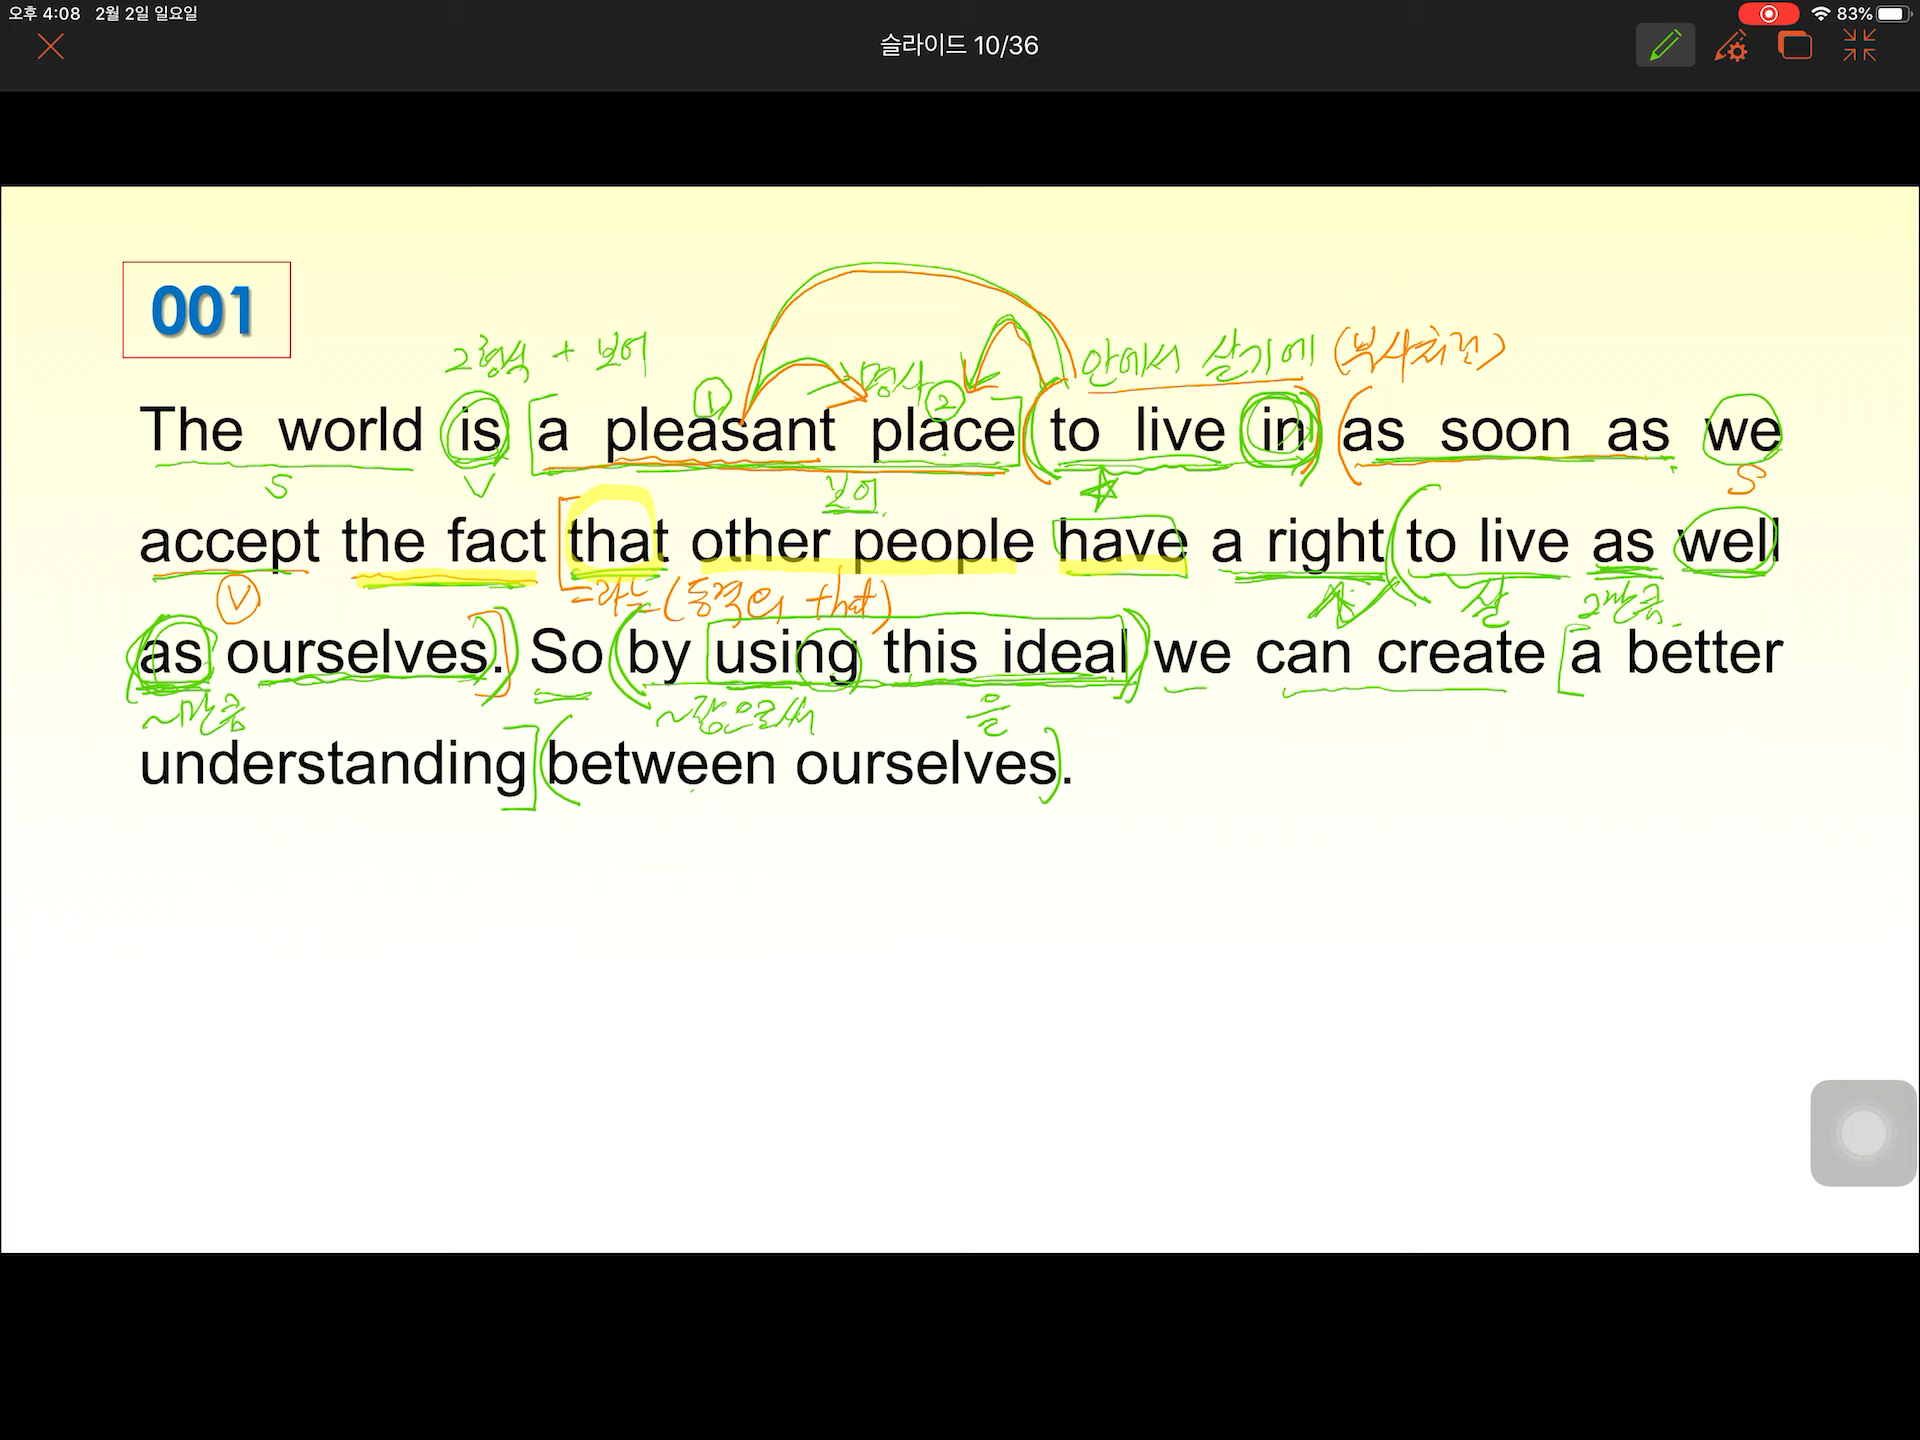 오후 4:08 2월 2일 일요일
83%
슬라이드 10/36
001
2형식 + 보어
① 명사 ② 안에서 살기에 (부사처럼)
The world is a pleasant place to live in as soon as we
S V 보어 S
accept the fact that other people have a right to live as well
V 라는 (동격의 that) 살 그만큼
as ourselves. So by using this ideal we can create a better
~만큼 ~함으로써 을
understanding between ourselves.